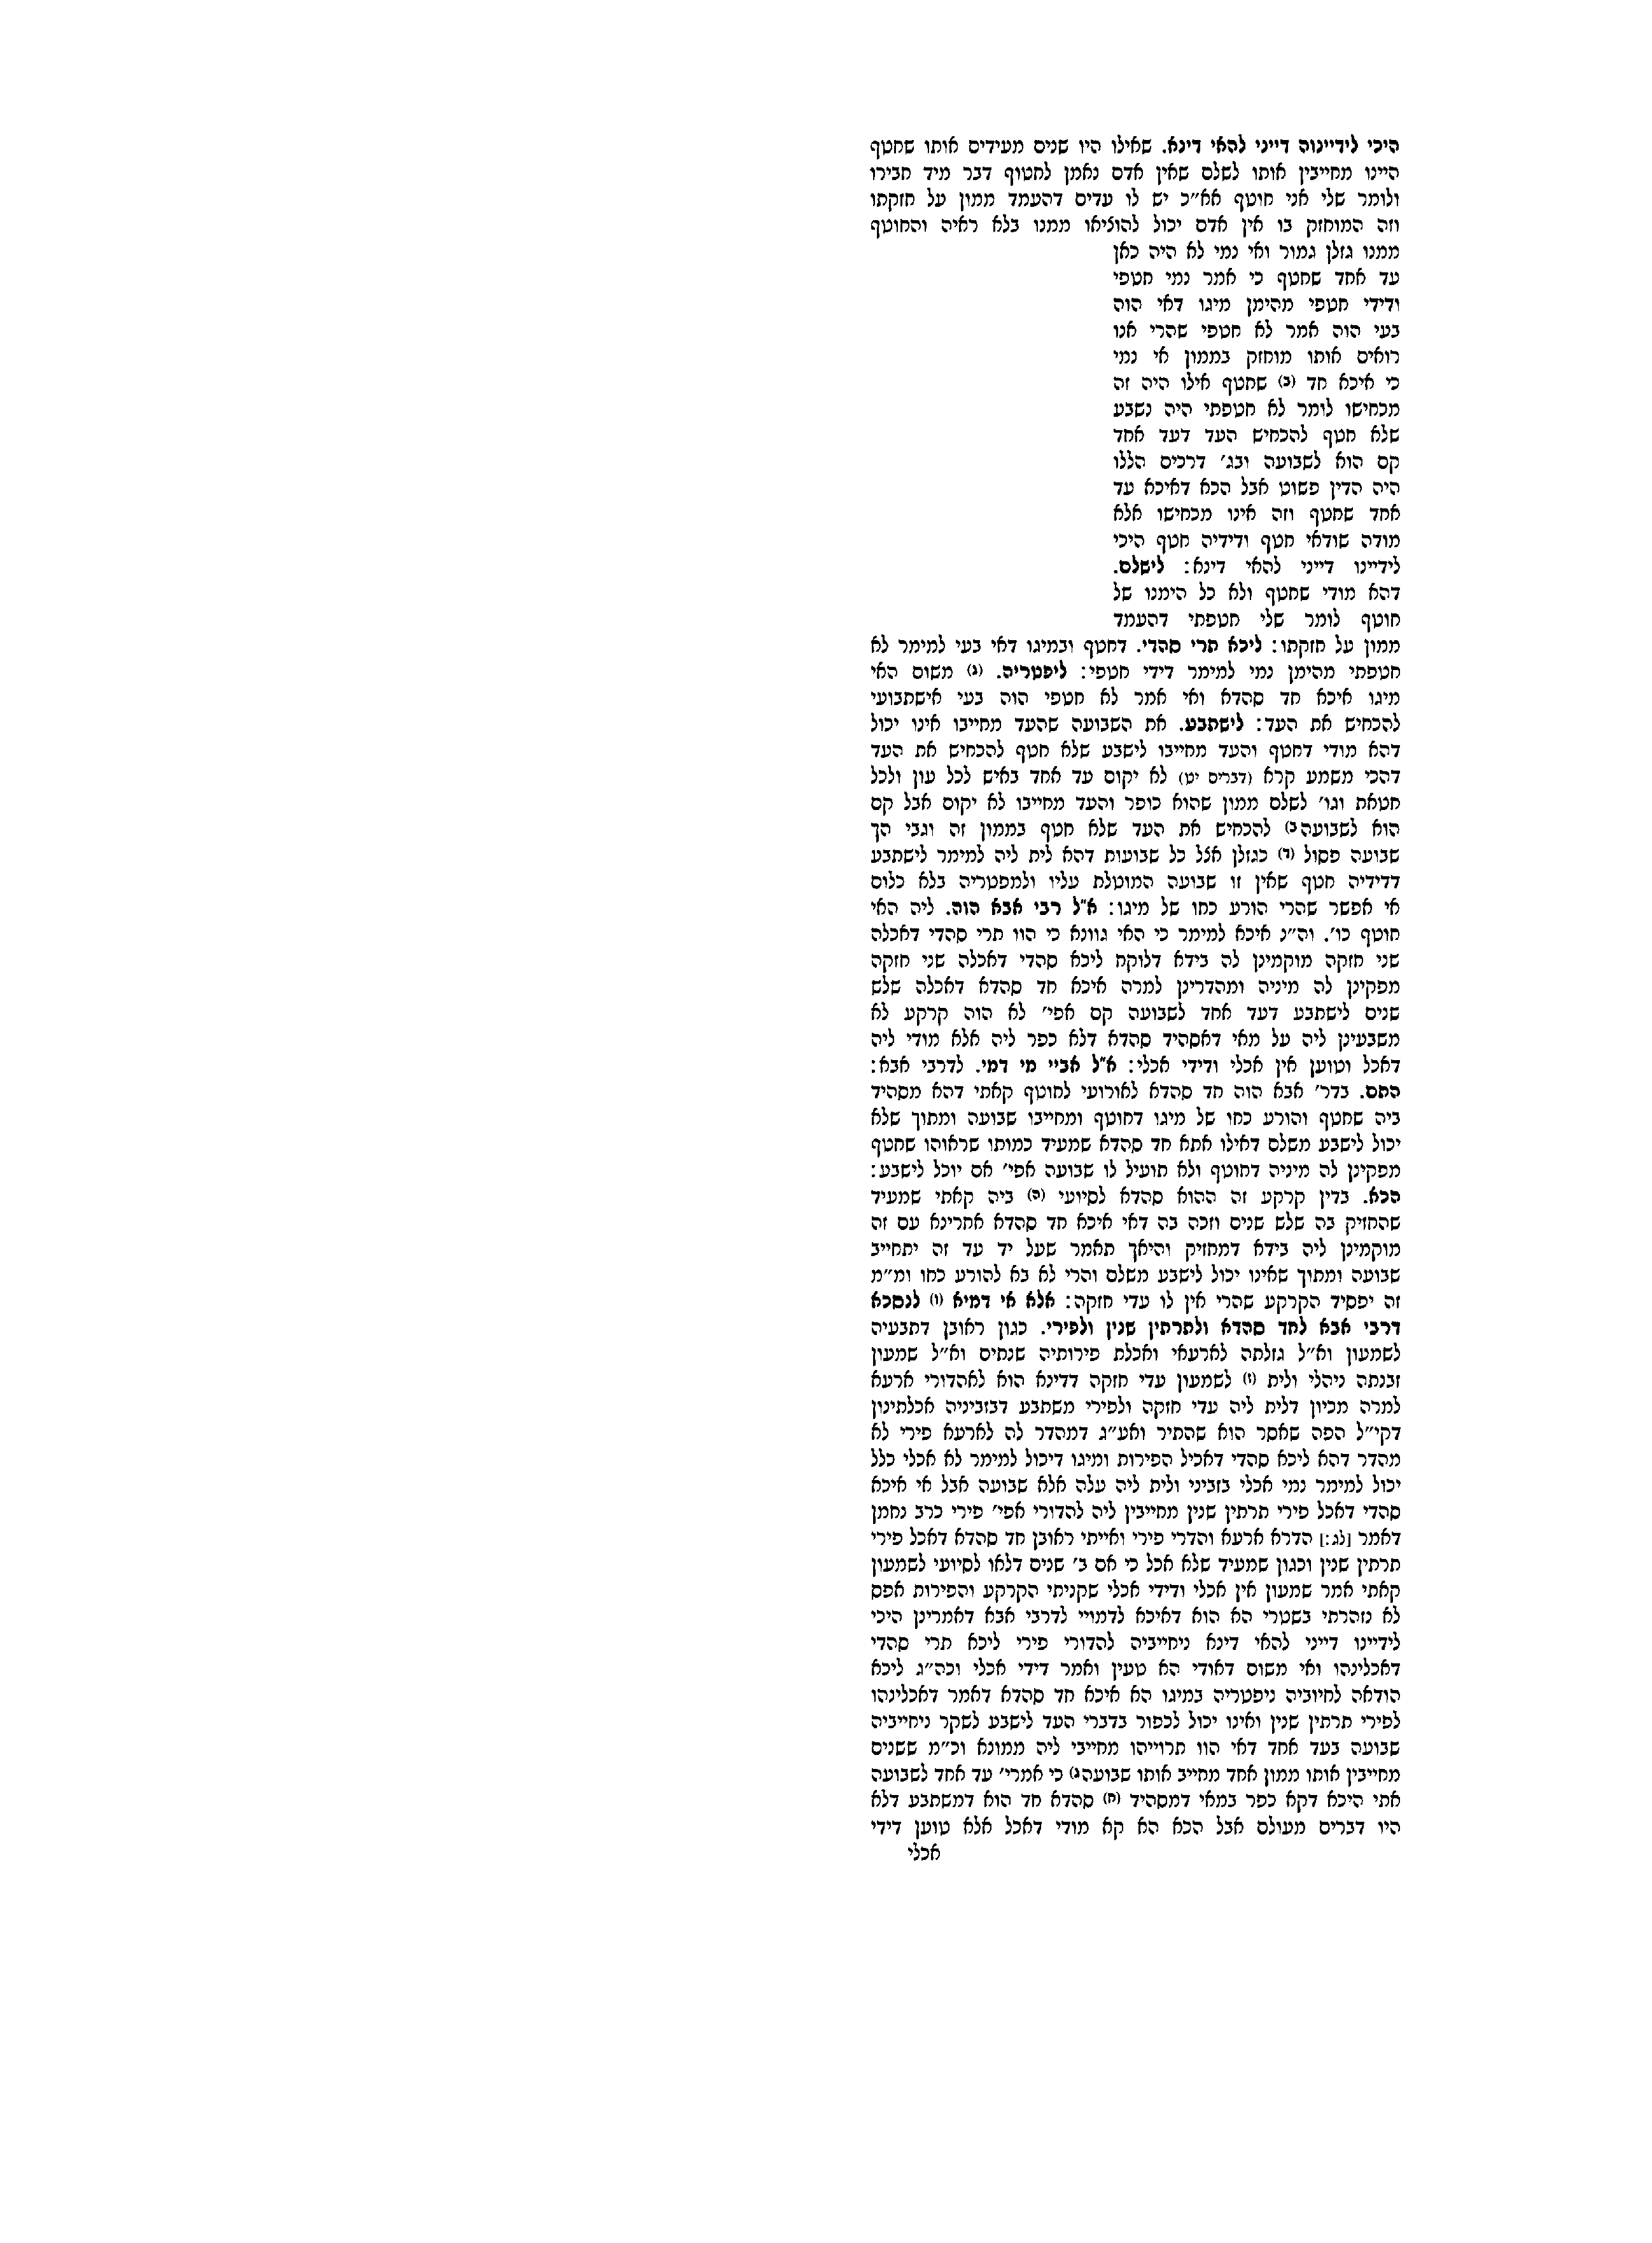 היכי לידיינוה דייני להאי דינא. שאילו היו שנים מעידים אותו שחטף
היינו מחייבין אותו לשלם שאין אדם נאמן לחטוף דבר מיד חבירו
ולומר שלי אני חוטף אא״כ יש לו עדים דהעמד ממון על חזקתו
וזה המוחזק בו אין אדם יכול להוציאו ממנו בלא ראיה והחוטף
ממנו גזלן גמור ואי נמי לא היה כאן
עד אחד שחטף כי אמר נמי חטפי
ודידי חטפי מהימן מיגו דאי הוה
בעי הוה אמר לא חטפי שהרי אנו
רואים אותו מוחזק בממון אי נמי
כי איכא חד (ב) שחטף אילו היה זה
מכחישו לומר לא חטפתי היה נשבע
שלא חטף להכחיש העד דעד אחד
קם הוא לשבועה ובג׳ דרכים הללו
היה הדין פשוט אבל הכא דאיכא עד
אחד שחטף וזה אינו מכחישו אלא
מודה שודאי חטף ודידיה חטף היכי
לידיינו דייני להאי דינא: לישלם.
דהא מודי שחטף ולא כל הימנו של
חוטף לומר שלי חטפתי דהעמד
ממון על חזקתו: ליכא תרי סהדי. דחטף ובמיגו דאי בעי למימר לא
חטפתי מהימן נמי למימר דידי חטפי: ליפטריה. (ג) משום האי
מיגו איכא חד סהדא ואי אמר לא חטפי הוה בעי אישתבועי
להכחיש את העד: לישתבע. את השבועה שהעד מחייבו אינו יכול
דהא מודי דחטף והעד מחייבו לישבע שלא חטף להכחיש את העד
דהכי משמע קרא (דברים יט) לא יקום עד אחד באיש לכל עון ולכל
חטאת וגו׳ לשלם ממון שהוא כופר והעד מחייבו לא יקום אבל קם
הוא לשבועה ב) להכחיש את העד שלא חטף בממון זה וגבי הך
שבועה פסול (ד) כגזלן אצל כל שבועות דהא לית ליה למימר לישתבע
דדידיה חטף שאין זו שבועה המוטלת עליו ולמפטריה בלא כלום
אי אפשר שהרי הורע כחו של מיגו: א״ל רבי אבא הוה. ליה האי
חוטף כו׳. וה״נ איכא למימר כי האי גוונא כי הוו תרי סהדי דאכלה
שני חזקה מוקמינן לה בידא דלוקח ליכא סהדי דאכלה שני חזקה
מפקינן לה מיניה ומהדרינן למרה איכא חד סהדא דאכלה שלש
שנים לישתבע דעד אחד לשבועה קם אפי׳ לא הוה קרקע לא
משבעינן ליה על מאי דאסהיד סהדא דלא כפר ליה אלא מודי ליה
דאכל וטוען אין אכלי ודידי אכלי: א״ל אביי מי דמי. לדרבי אבא:
התם. בדר׳ אבא הוה חד סהדא לאורועי לחוטף קאתי דהא מסהיד
ביה שחטף והורע כחו של מיגו דחוטף ומחייבו שבועה ומתוך שלא
יכול לישבע משלם דאילו אתא חד סהדא שמעיד כמותו שראוהו שחטף
מפקינן לה מיניה דחוטף ולא תועיל לו שבועה אפי׳ אם יוכל לישבע:
הכא. בדין קרקע זה ההוא סהדא לסיועי (ה) ביה קאתי שמעיד
שהחזיק בה שלש שנים וזכה בה דאי איכא חד סהדא אחרינא עם זה
מוקמינן ליה בידא דמחזיק והיאך תאמר שעל יד עד זה יתחייב
שבועה ומתוך שאינו יכול לישבע משלם והרי לא בא להורע כחו ומ״מ
זה יפסיד הקרקע שהרי אין לו עדי חזקה: אלא אי דמיא (ו) לנסכא
דרבי אבא לחד סהדא ולתרתין שנין ולפירי. כגון ראובן דתבעיה
לשמעון וא״ל גזלתה לארעאי ואכלת פירותיה שנתים וא״ל שמעון
זבנתה ניהלי ולית (ז) לשמעון עדי חזקה דדינא הוא לאהדורי ארעא
למרה מכיון דלית ליה עדי חזקה ולפירי משתבע דבזביניה אכלתינון
דקי״ל הפה שאסר הוא שהתיר ואע״ג דמהדר לה לארעא פירי לא
מהדר דהא ליכא סהדי דאכיל הפירות ומיגו דיכול למימר לא אכלי כלל
יכול למימר נמי אכלי בזביני ולית ליה עלה אלא שבועה אבל אי איכא
סהדי דאכל פירי תרתין שנין מחייבין ליה להדורי אפי׳ פירי כרב נחמן
דאמר [לג:] הדרא ארעא והדרי פירי ואייתי ראובן חד סהדא דאכל פירי
תרתין שנין וכגון שמעיד שלא אכל כי אם ב׳ שנים דלאו לסיועי לשמעון
קאתי אמר שמעון אין אכלי ודידי אכלי שקניתי הקרקע והפירות אפס
לא נזהרתי בשטרי הא הוא דאיכא לדמויי לדרבי אבא דאמרינן היכי
לידיינו דייני להאי דינא ניחייביה להדורי פירי ליכא תרי סהדי
דאכלינהו ואי משום דאודי הא טעין ואמר דידי אכלי וכה״ג ליכא
הודאה לחיוביה ניפטריה במיגו הא איכא חד סהדא דאמר דאכלינהו
לפירי תרתין שנין ואינו יכול לכפור בדברי העד לישבע לשקר ניחייביה
שבועה בעד אחד דאי הוו תרוייהו מחייבי ליה ממונא וכ״מ ששנים
מחייבין אותו ממון אחד מחייב אותו שבועה ג) כי אמרי׳ עד אחד לשבועה
אתי היכא דקא כפר במאי דמסהיד (ח) סהדא חד הוא דמשתבע דלא
היו דברים מעולם אבל הכא הא קא מודי דאכל אלא טוען דידי
אכלי